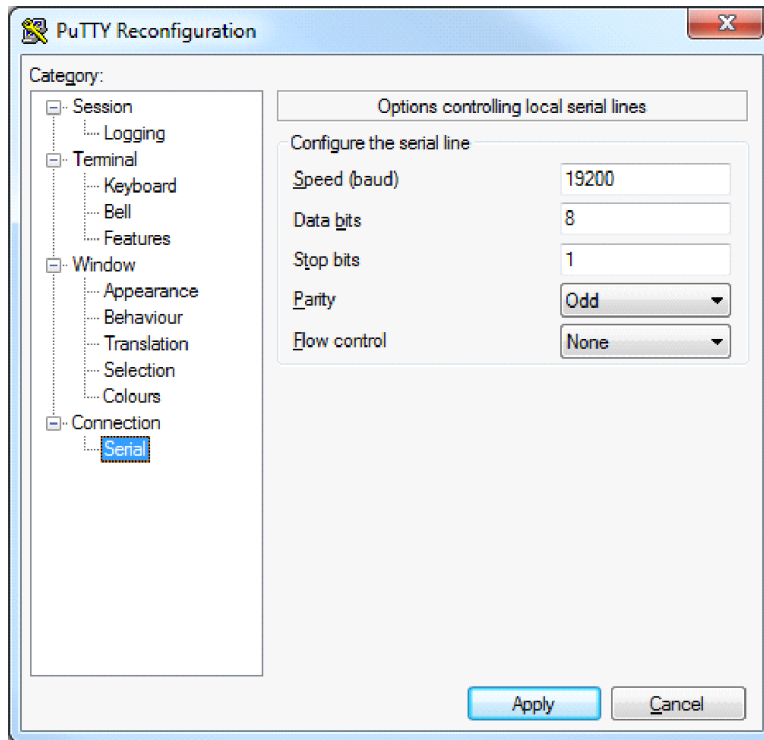 PuTTY Reconfiguration
X
Category:
Session
Logging
Terminal
Keyboard
Bell
Features
Window
Appearance
Behaviour
Translation
Selection
Colours
Connection
Serial
Options controlling local serial lines
Configure the serial line
Speed (baud) 19200
Data bits 8
Stop bits 1
Parity Odd
Flow control None
Apply Cancel